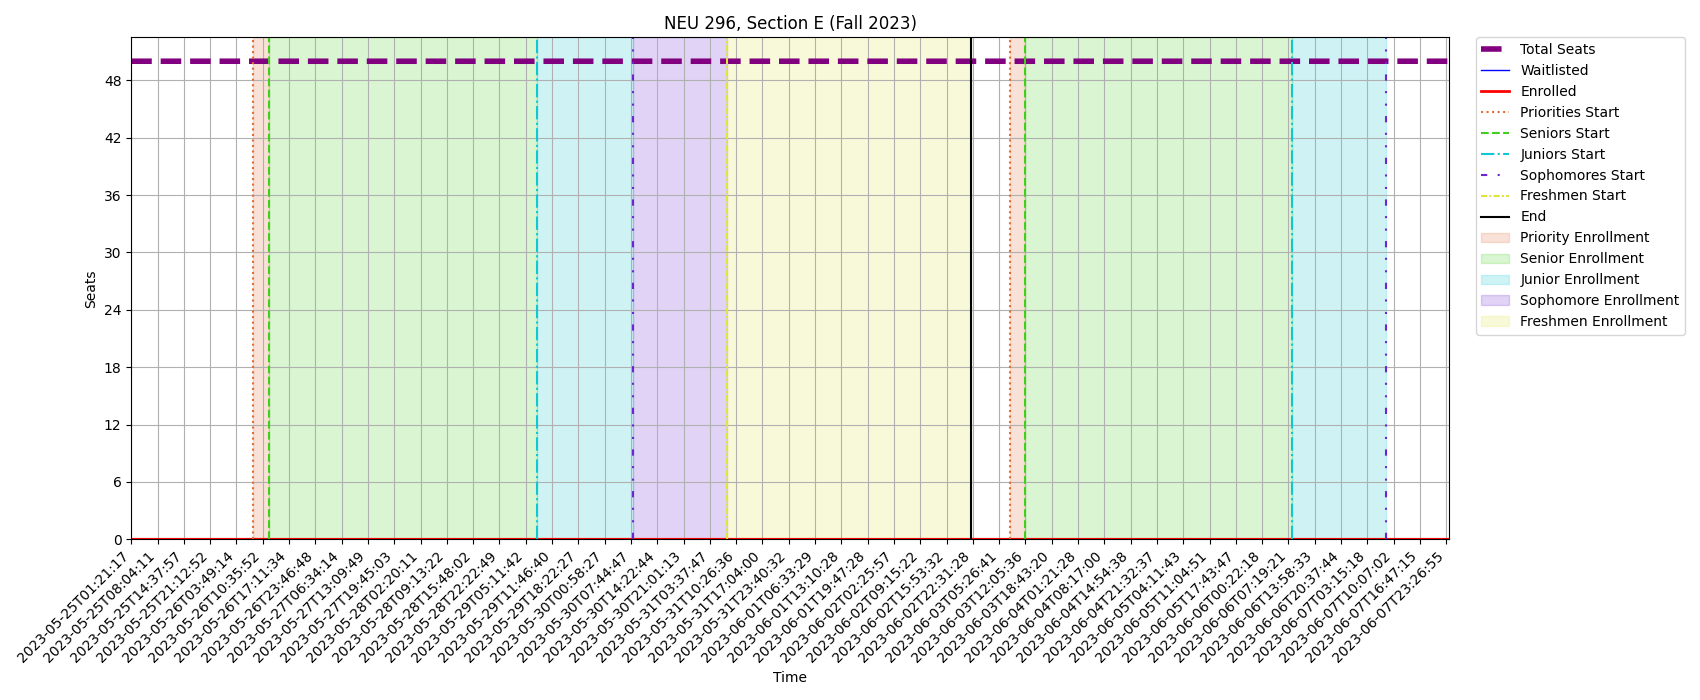 NEU 296, Section E (Fall 2023)
Seats
48
42
36
30
24
18
12
6
0
2023-05-25T01:21:17
2023-05-25T08:04:11
2023-05-25T14:37:57
2023-05-25T21:12:52
2023-05-26T03:49:14
2023-05-26T10:35:52
2023-05-26T17:11:34
2023-05-26T23:46:48
2023-05-27T06:34:14
2023-05-27T13:09:49
2023-05-27T19:45:03
2023-05-28T02:20:11
2023-05-28T09:13:22
2023-05-28T15:48:02
2023-05-28T22:22:49
2023-05-29T05:11:42
2023-05-29T11:46:40
2023-05-29T18:22:27
2023-05-30T00:58:27
2023-05-30T07:44:47
2023-05-30T14:22:44
2023-05-30T21:01:13
2023-05-31T03:37:47
2023-05-31T10:26:36
2023-05-31T17:04:00
2023-05-31T23:40:32
2023-06-01T06:33:29
2023-06-01T13:10:28
2023-06-01T19:47:28
2023-06-02T02:25:57
2023-06-02T09:15:22
2023-06-02T15:53:32
2023-06-02T22:31:28
2023-06-03T05:26:41
2023-06-03T12:05:36
2023-06-03T18:43:20
2023-06-04T01:21:28
2023-06-04T08:17:00
2023-06-04T14:54:38
2023-06-04T21:32:37
2023-06-05T04:11:43
2023-06-05T11:04:51
2023-06-05T17:43:47
2023-06-06T00:22:18
2023-06-06T07:19:21
2023-06-06T13:58:33
2023-06-06T20:37:44
2023-06-07T03:15:18
2023-06-07T10:07:02
2023-06-07T16:47:15
2023-06-07T23:26:55
Time
Total Seats
Waitlisted
Enrolled
Priorities Start
Seniors Start
Juniors Start
Sophomores Start
Freshmen Start
End
Priority Enrollment
Senior Enrollment
Junior Enrollment
Sophomore Enrollment
Freshmen Enrollment